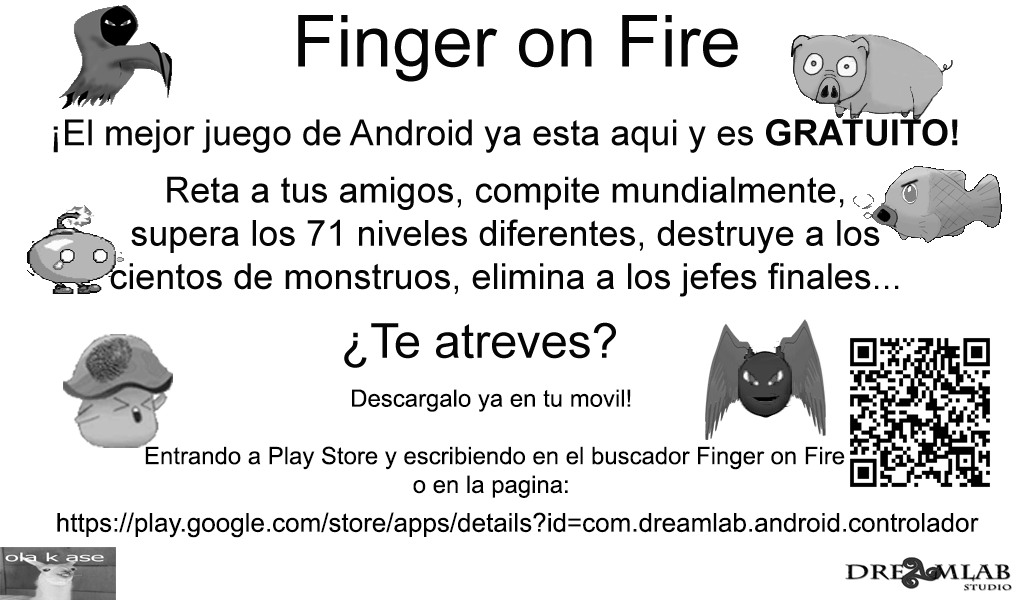 Finger on Fire
¡El mejor juego de Android ya esta aqui y es GRATUITO!
Reta a tus amigos, compite mundialmente,
supera los 71 niveles diferentes, destruye a los
cientos de monstruos, elimina a los jefes finales...
¿Te atreves?
Descargalo ya en tu movil!
Entrando a Play Store y escribiendo en el buscador Finger on Fire
o en la pagina:
https://play.google.com/store/apps/details?id=com.dreamlab.android.controlador
ola k ase
DREAMLAB
STUDIO